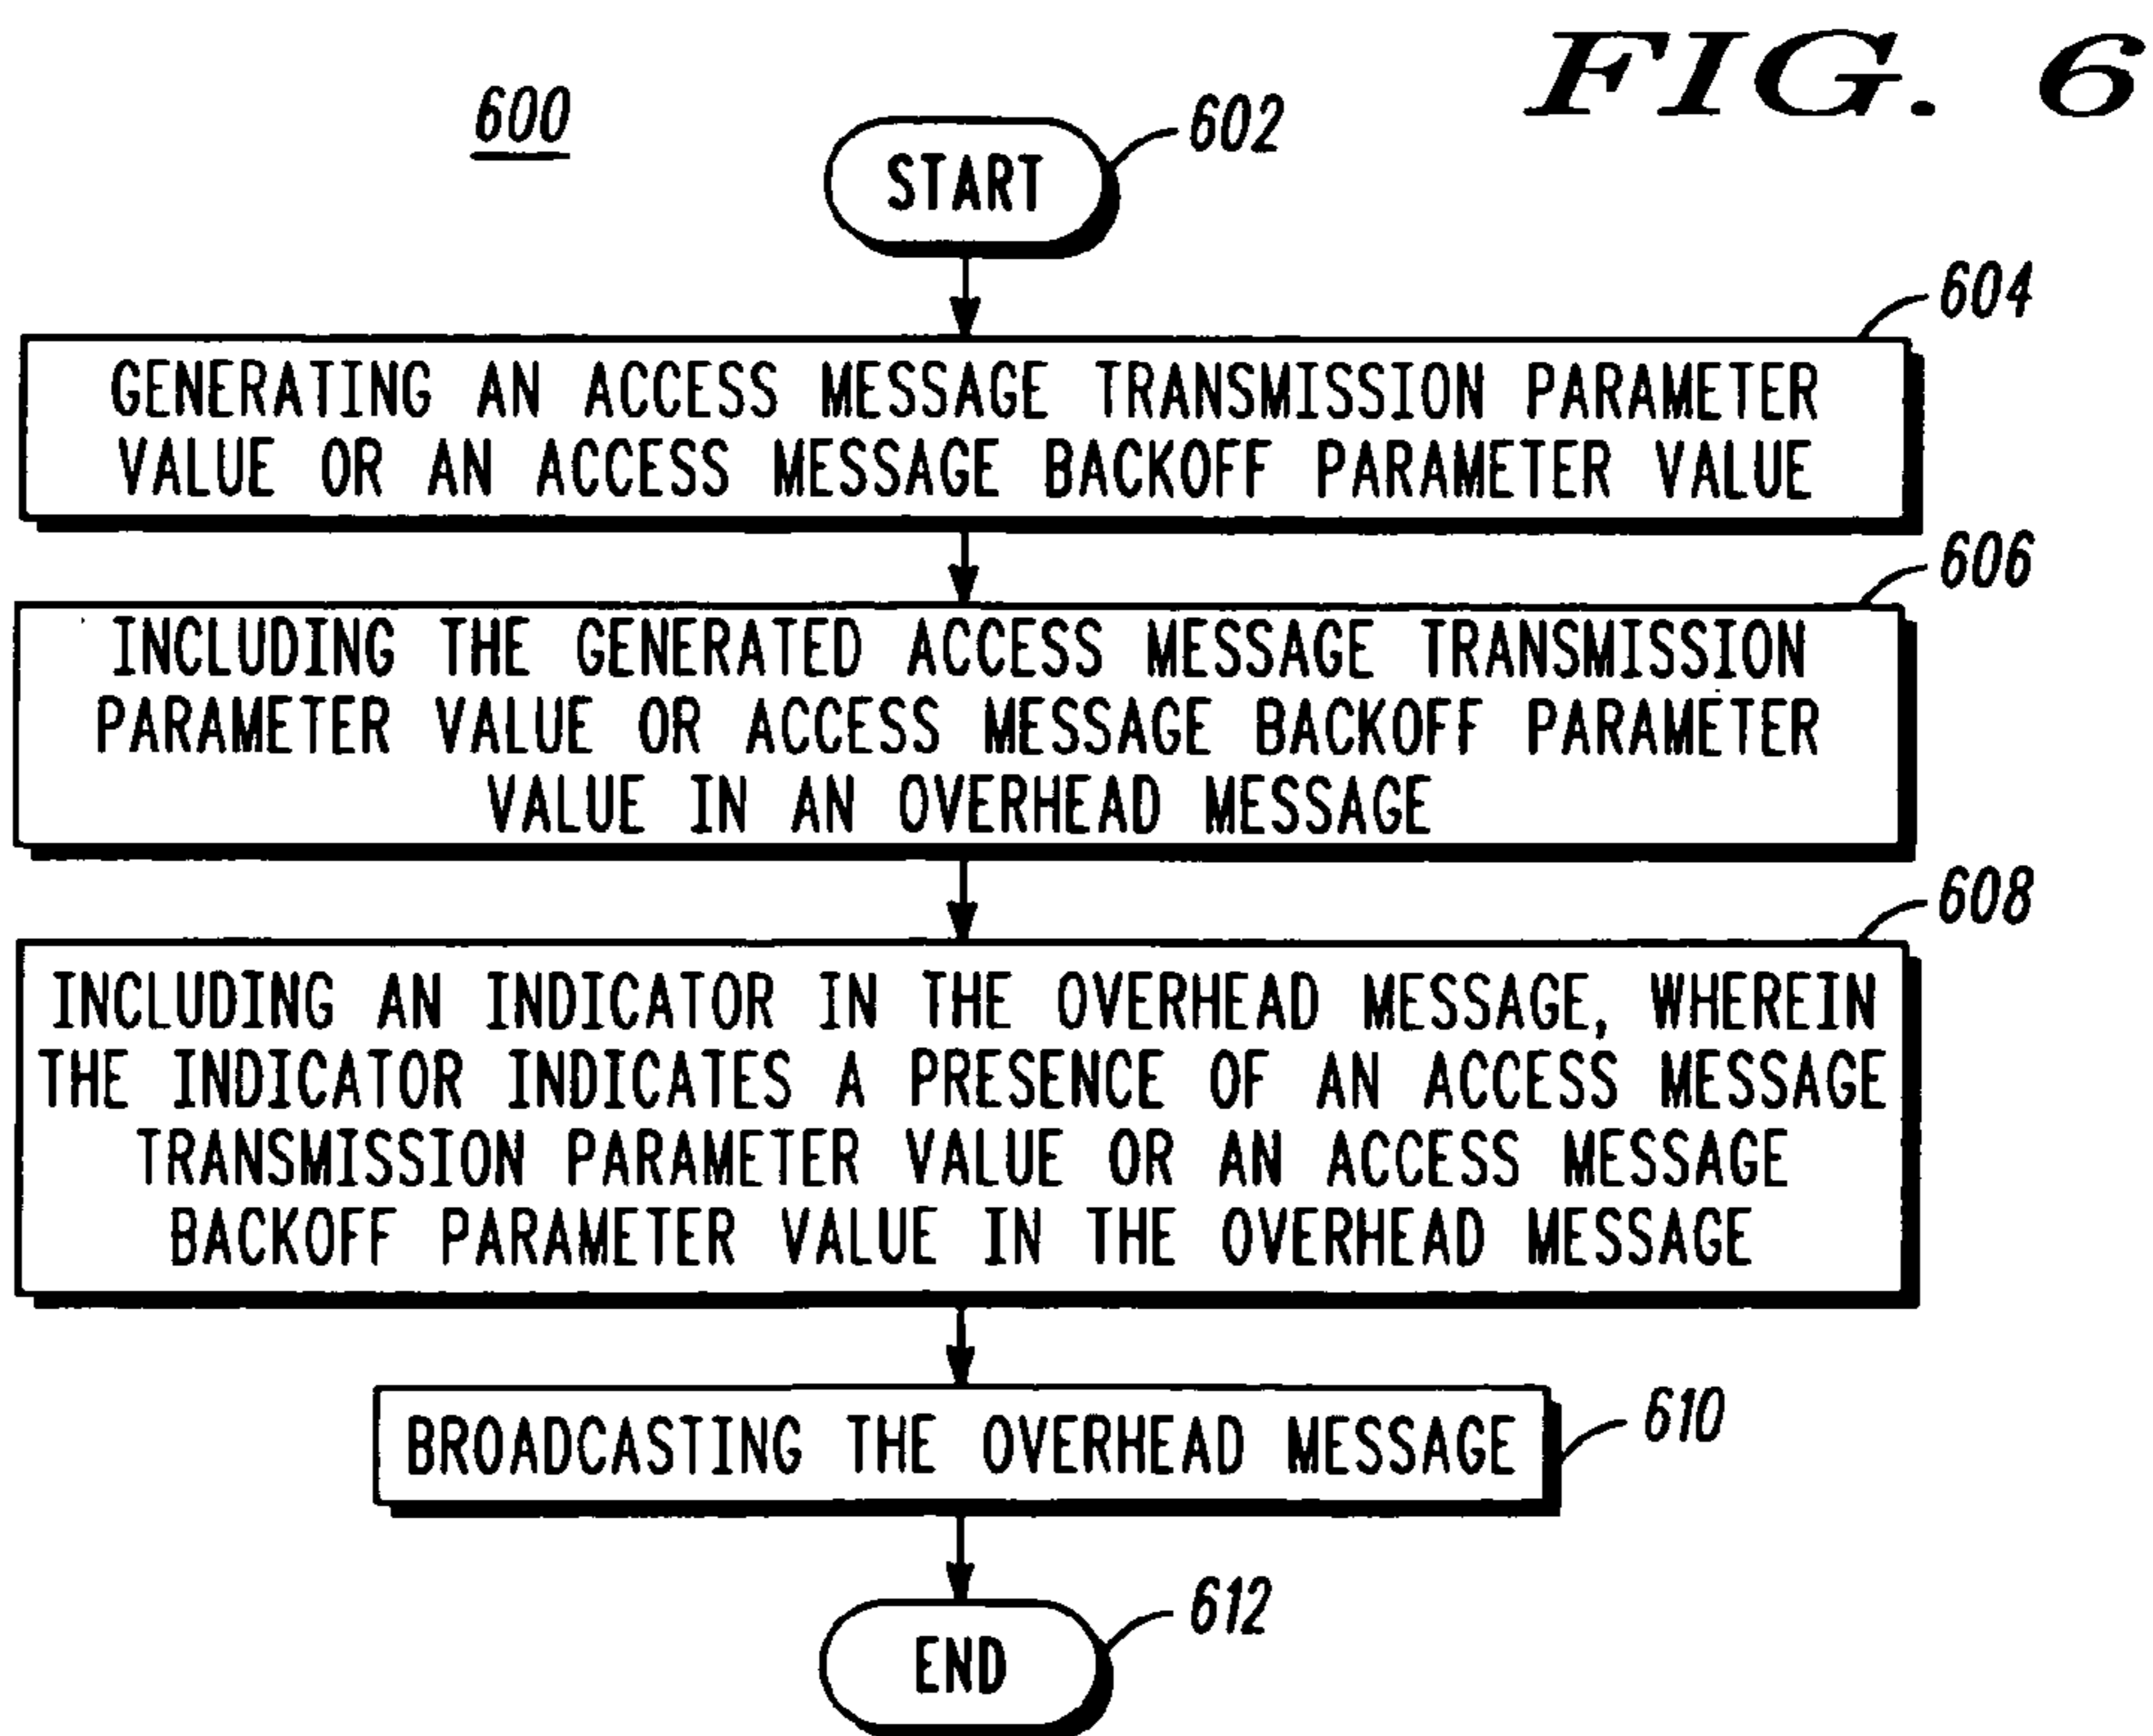 FIG. 6
600
602
START
604
GENERATING AN ACCESS MESSAGE TRANSMISSION PARAMETER
VALUE OR AN ACCESS MESSAGE BACKOFF PARAMETER VALUE
606
INCLUDING THE GENERATED ACCESS MESSAGE TRANSMISSION
PARAMETER VALUE OR ACCESS MESSAGE BACKOFF PARAMETER
VALUE IN AN OVERHEAD MESSAGE
608
INCLUDING AN INDICATOR IN THE OVERHEAD MESSAGE, WHEREIN
THE INDICATOR INDICATES A PRESENCE OF AN ACCESS MESSAGE
TRANSMISSION PARAMETER VALUE OR AN ACCESS MESSAGE
BACKOFF PARAMETER VALUE IN THE OVERHEAD MESSAGE
610
BROADCASTING THE OVERHEAD MESSAGE
612
END